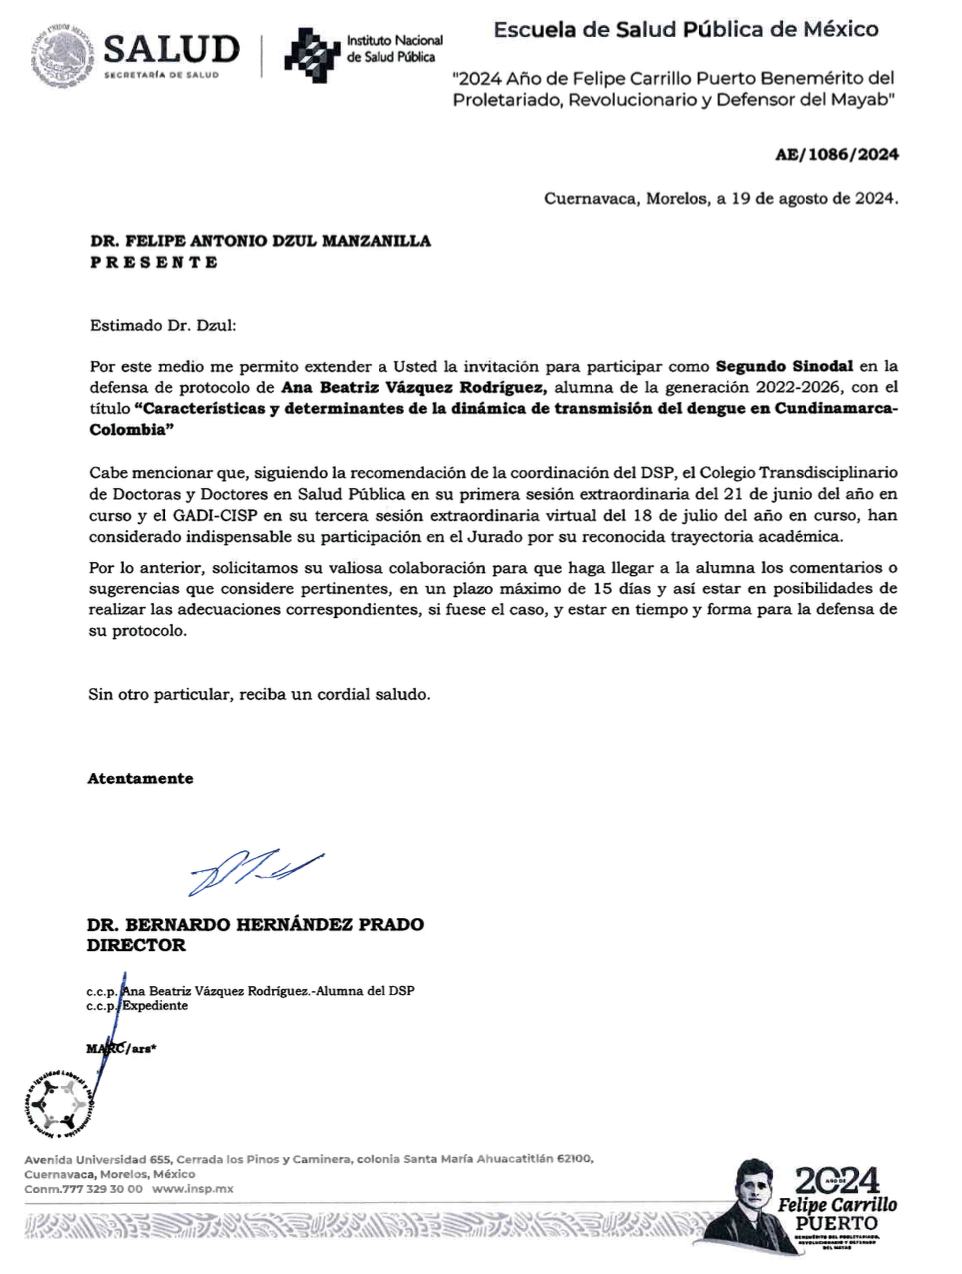 SALUD
SECRETARÍA DE SALUD
Instituto Nacional
de Salud Pública
Escuela de Salud Pública de México
"2024 Año de Felipe Carrillo Puerto Benemérito del
Proletariado, Revolucionario y Defensor del Mayab"
AE/1086/2024
Cuernavaca, Morelos, a 19 de agosto de 2024.
DR. FELIPE ANTONIO DZUL MANZANILLA
P R E S E N T E
Estimado Dr. Dzul:
Por este medio me permito extender a Usted la invitación para participar como Segundo Sinodal en la
defensa de protocolo de Ana Beatriz Vázquez Rodríguez, alumna de la generación 2022-2026, con el
título “Características y determinantes de la dinámica de transmisión del dengue en Cundinamarca-
Colombia”
Cabe mencionar que, siguiendo la recomendación de la coordinación del DSP, el Colegio Transdisciplinario
de Doctoras y Doctores en Salud Pública en su primera sesión extraordinaria del 21 de junio del año en
curso y el GADI-CISP en su tercera sesión extraordinaria virtual del 18 de julio del año en curso, han
considerado indispensable su participación en el Jurado por su reconocida trayectoria académica.
Por lo anterior, solicitamos su valiosa colaboración para que haga llegar a la alumna los comentarios o
sugerencias que considere pertinentes, en un plazo máximo de 15 días y así estar en posibilidades de
realizar las adecuaciones correspondientes, si fuese el caso, y estar en tiempo y forma para la defensa de
su protocolo.
Sin otro particular, reciba un cordial saludo.
Atentamente
DR. BERNARDO HERNÁNDEZ PRADO
DIRECTOR
c.c.p. Ana Beatriz Vázquez Rodríguez.-Alumna del DSP
c.c.p. Expediente
MARC/ars*
Norma Mexicana en Igualdad Laboral y No Discriminación
Avenida Universidad 655, Cerrada los Pinos y Caminera, colonia Santa María Ahuacatitlán 62100,
Cuernavaca, Morelos, México
Conm.777 329 30 00 www.insp.mx
2024
AÑO DE
Felipe Carrillo
PUERTO
BENEMÉRITO DEL PROLETARIADO,
REVOLUCIONARIO Y DEFENSOR
DEL MAYAB